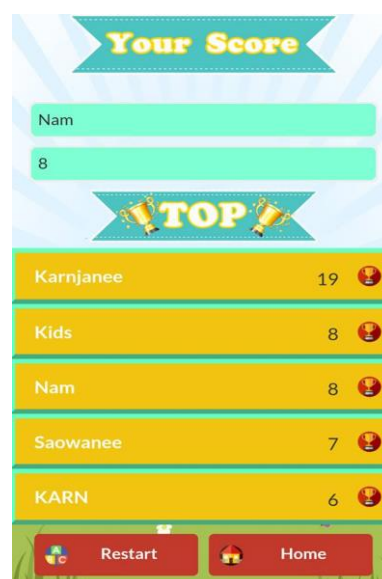 Your Score
Nam
8
TOP
Karnjanee 19
Kids 8
Nam 8
Saowanee 7
KARN 6
Restart Home